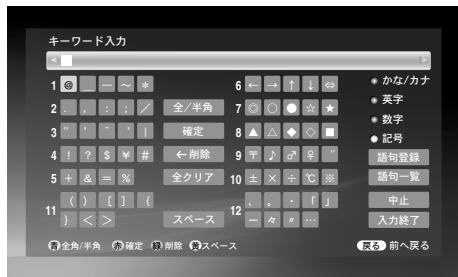 キーワード入力
1 @ _ — ~ * 6 ← → ↑ ↓ ⇔ かな/カナ
2 . , : ; / 全/半角 7 ◎ ○ ● ☆ ★ 英字
数字
3 確定 8 ▲ △ ◆ ◇ ■ 記号
4 ! ? $ ¥ # ←削除 9 〒 ♪ ♂ ♀ 語句登録
5 + & = % 全クリア 10 ± × ÷ ℃ ※ 語句一覧
11 ( ) [ ] { 12 、 。 ・ 「 」 中止
} < > スペース ー 々 〃 … 入力終了
青 全角/半角 赤 確定 緑 削除 黄 スペース 戻る 前へ戻る